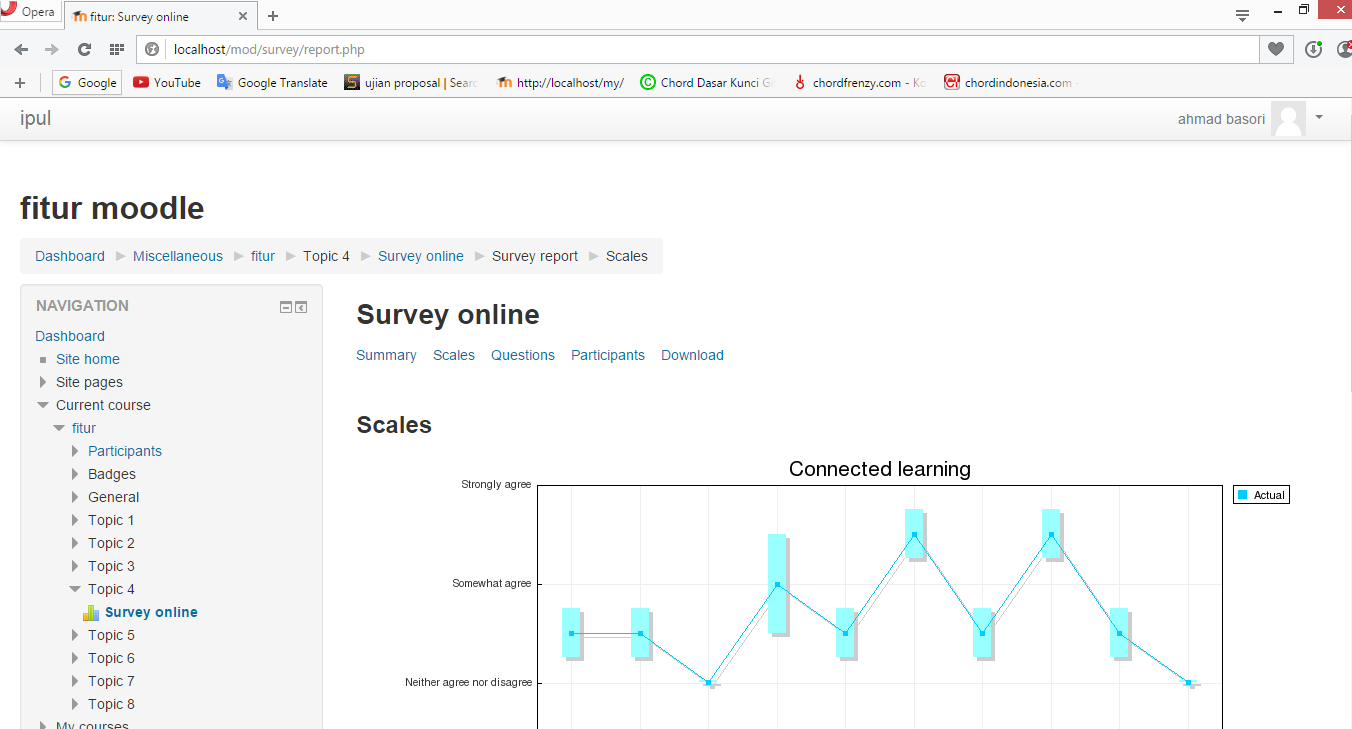 Opera
fitur: Survey online
localhost/mod/survey/report.php
Google YouTube Google Translate ujian proposal | Sear http://localhost/my/ Chord Dasar Kunci G chordfrenzy.com - Ko chordindonesia.com -
ipul
ahmad basori
fitur moodle
Dashboard Miscellaneous fitur Topic 4 Survey online Survey report Scales
NAVIGATION
Dashboard
Site home
Site pages
Current course
fitur
Participants
Badges
General
Topic 1
Topic 2
Topic 3
Topic 4
Survey online
Topic 5
Topic 6
Topic 7
Topic 8
My courses
Survey online
Summary Scales Questions Participants Download
Scales
Connected learning
Strongly agree
Somewhat agree
Neither agree nor disagree
Actual